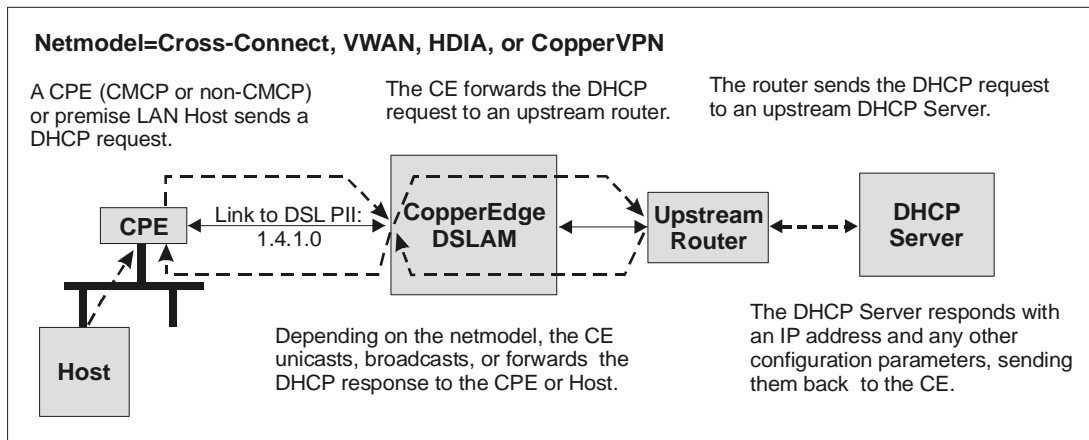 Netmodel=Cross-Connect, VWAN, HDIA, or CopperVPN
A CPE (CMCP or non-CMCP)
or premise LAN Host sends a
DHCP request.
The CE forwards the DHCP
request to an upstream router.
The router sends the DHCP request
to an upstream DHCP Server.
CPE
Link to DSL PII:
1.4.1.0
CopperEdge
DSLAM
Upstream
Router
DHCP
Server
Host
Depending on the netmodel, the CE
unicasts, broadcasts, or forwards the
DHCP response to the CPE or Host.
The DHCP Server responds with
an IP address and any other
configuration parameters, sending
them back to the CE.